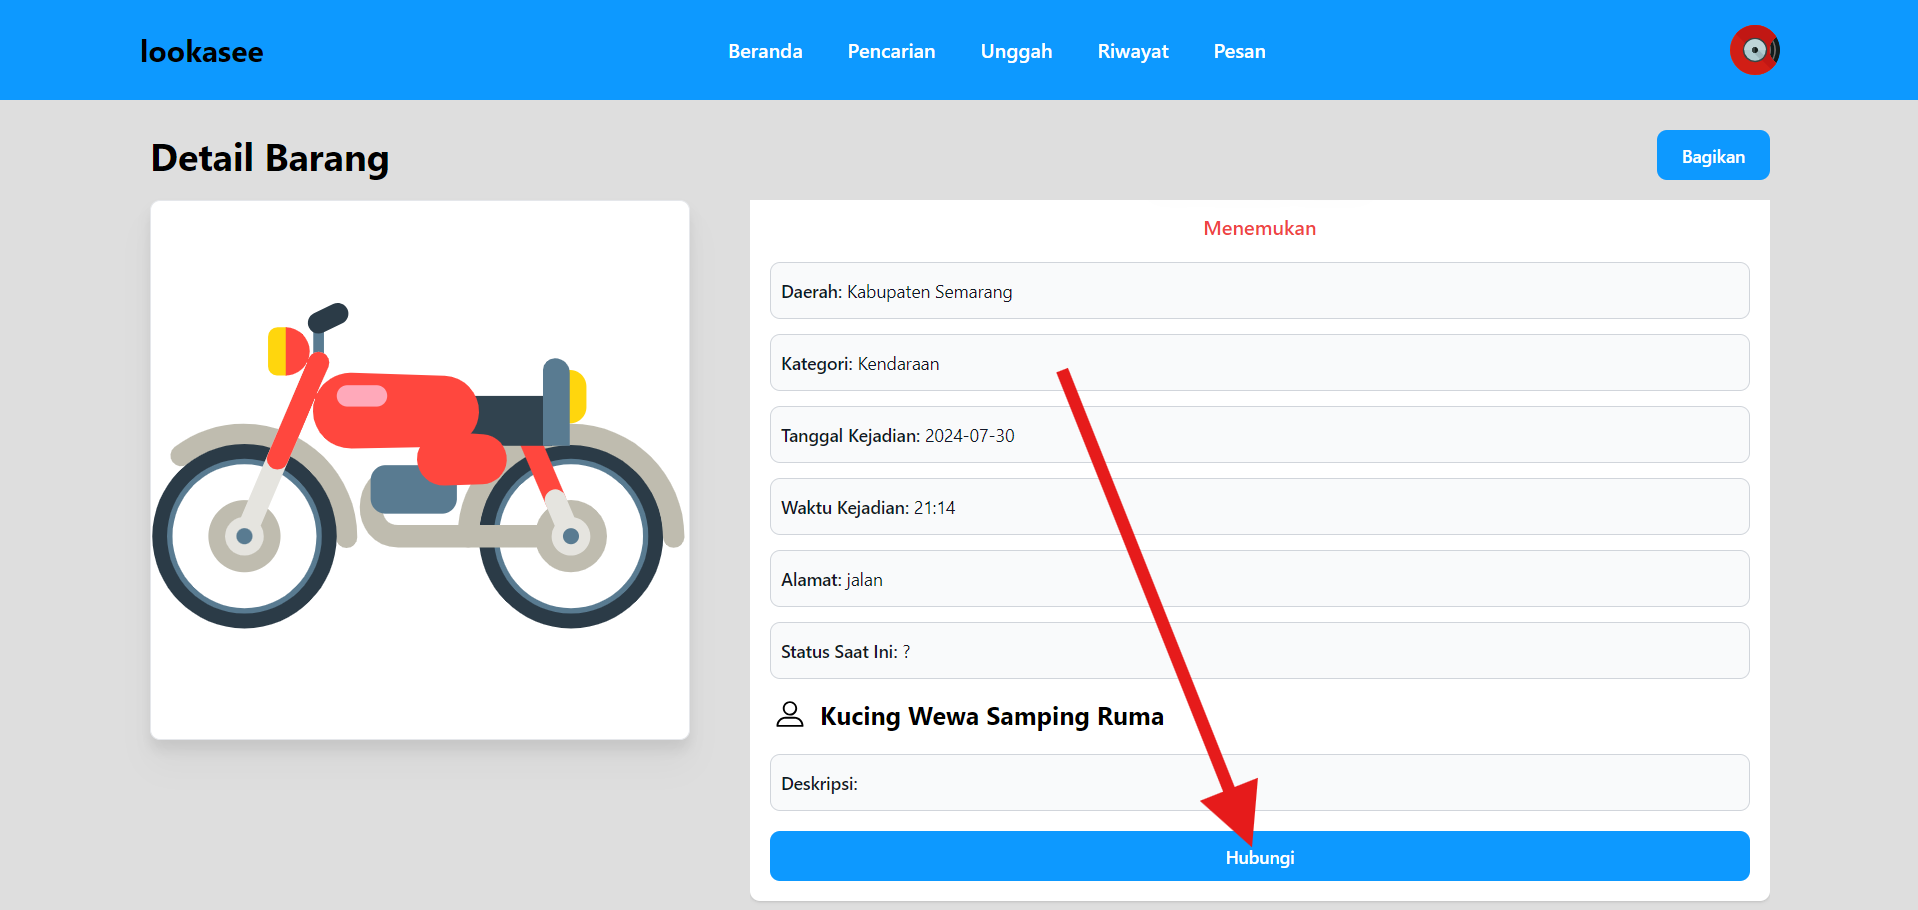 lookasee
Beranda Pencarian Unggah Riwayat Pesan
Detail Barang
Bagikan
Menemukan
Daerah: Kabupaten Semarang
Kategori: Kendaraan
Tanggal Kejadian: 2024-07-30
Waktu Kejadian: 21:14
Alamat: jalan
Status Saat Ini: ?
Kucing Wewa Samping Ruma
Deskripsi:
Hubungi